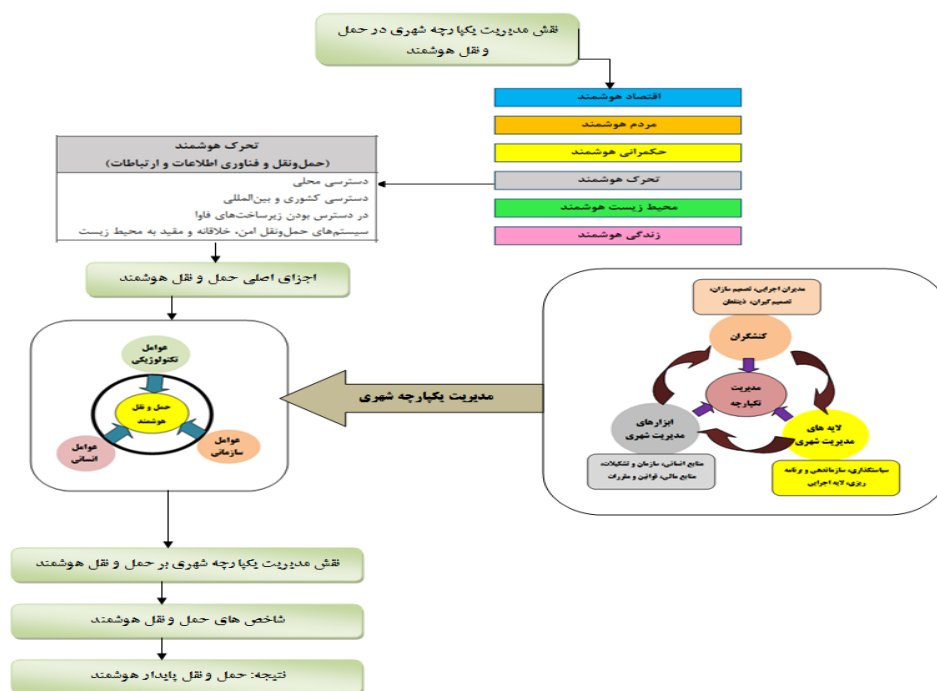 نقش مدیریت یکپارچه شهری در حمل
و نقل هوشمند
اقتصاد هوشمند
مردم هوشمند
حکمرانی هوشمند
تحرک هوشمند
محیط زیست هوشمند
زندگی هوشمند
تحرک هوشمند
(حمل‌ونقل و فناوری اطلاعات و ارتباطات)
دسترسی محلی
دسترسی کشوری و بین‌المللی
در دسترس بودن زیرساخت‌های فاوا
سیستم‌های حمل‌ونقل امن، خلاقانه و مقید به محیط زیست
اجزای اصلی حمل و نقل هوشمند
مدیران اجرایی، تصمیم سازان،
تصمیم گیران، ذینفعان
کنشگران
مدیریت
یکپارچه
ابزارهای
مدیریت شهری
لایه های
مدیریت شهری
منابع انسانی، سازمان و تشکیلات،
منابع مالی، قوانین و مقررات
سیاستگذاری، سازماندهی و برنامه
ریزی، لایه اجرایی
مدیریت یکپارچه شهری
عوامل
تکنولوژیکی
حمل و نقل
هوشمند
عوامل
انسانی
عوامل
سازمانی
نقش مدیریت یکپارچه شهری بر حمل و نقل هوشمند
شاخص های حمل و نقل هوشمند
نتیجه: حمل و نقل پایدار هوشمند